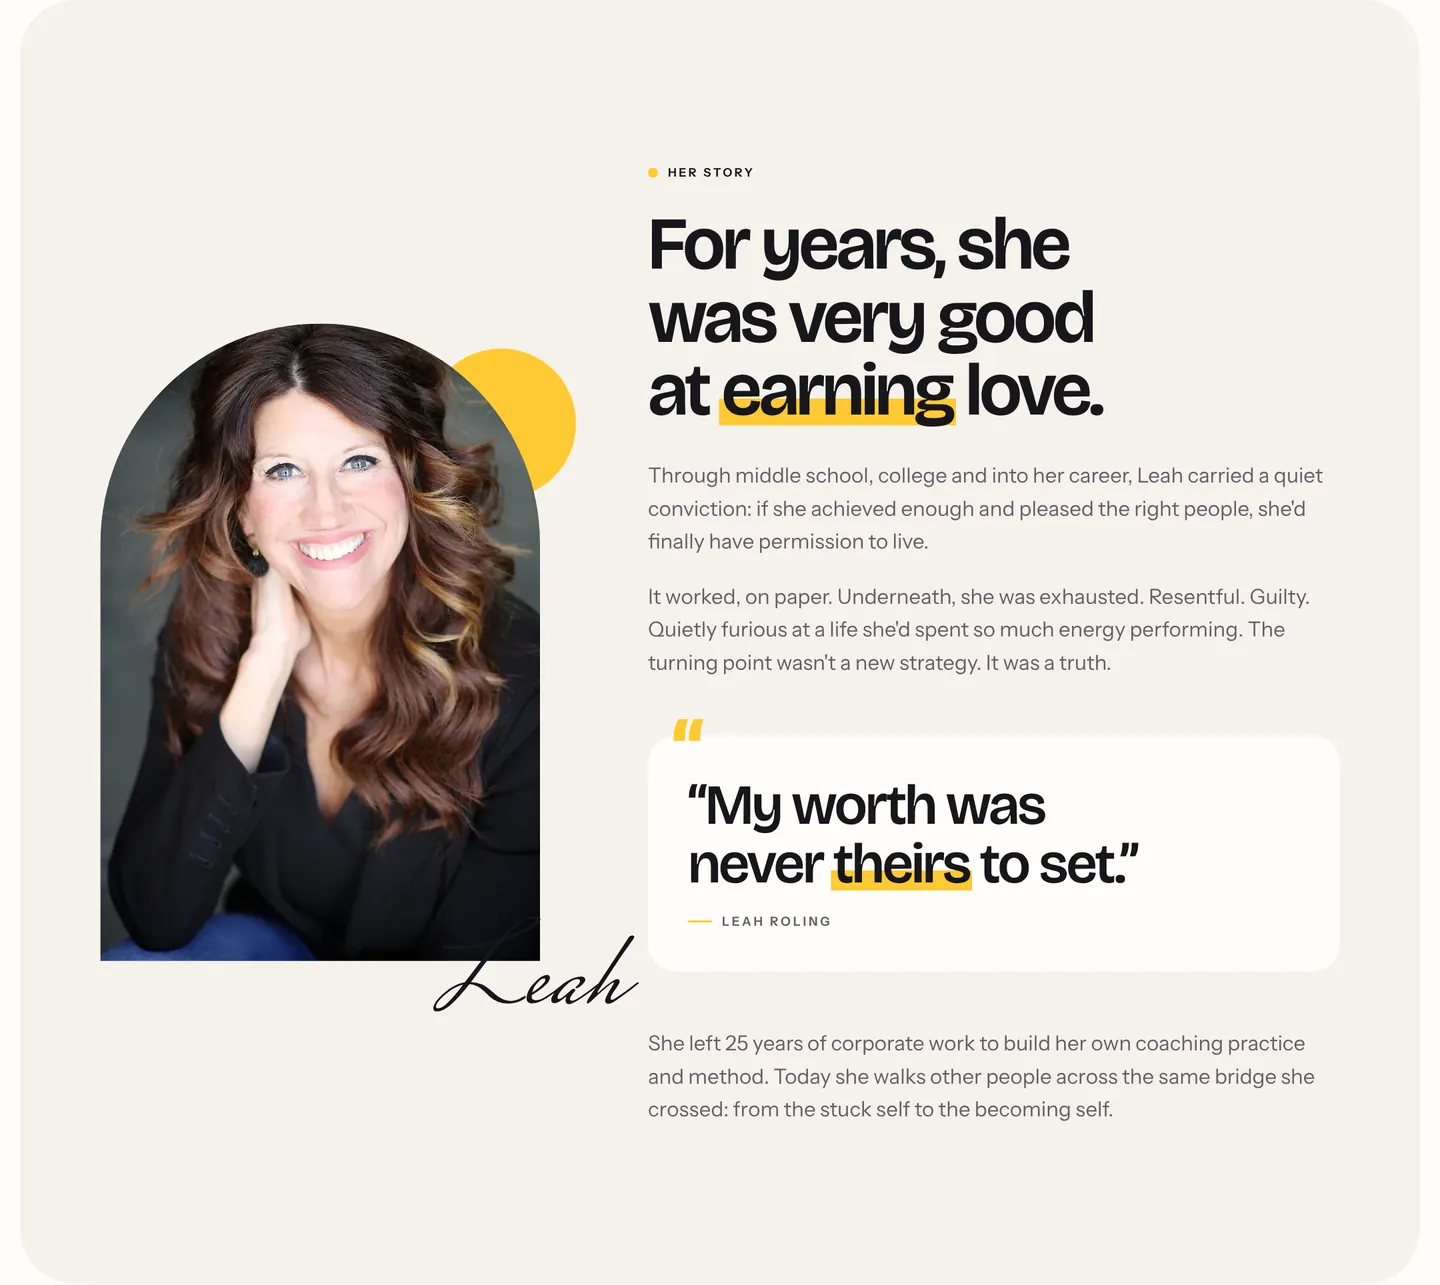 HER STORY
For years, she
was very good
at earning love.
Through middle school, college and into her career, Leah carried a quiet
conviction: if she achieved enough and pleased the right people, she'd
finally have permission to live.
It worked, on paper. Underneath, she was exhausted. Resentful. Guilty.
Quietly furious at a life she'd spent so much energy performing. The
turning point wasn't a new strategy. It was a truth.
“
“My worth was
never theirs to set.”
— LEAH ROLING
Leah
She left 25 years of corporate work to build her own coaching practice
and method. Today she walks other people across the same bridge she
crossed: from the stuck self to the becoming self.